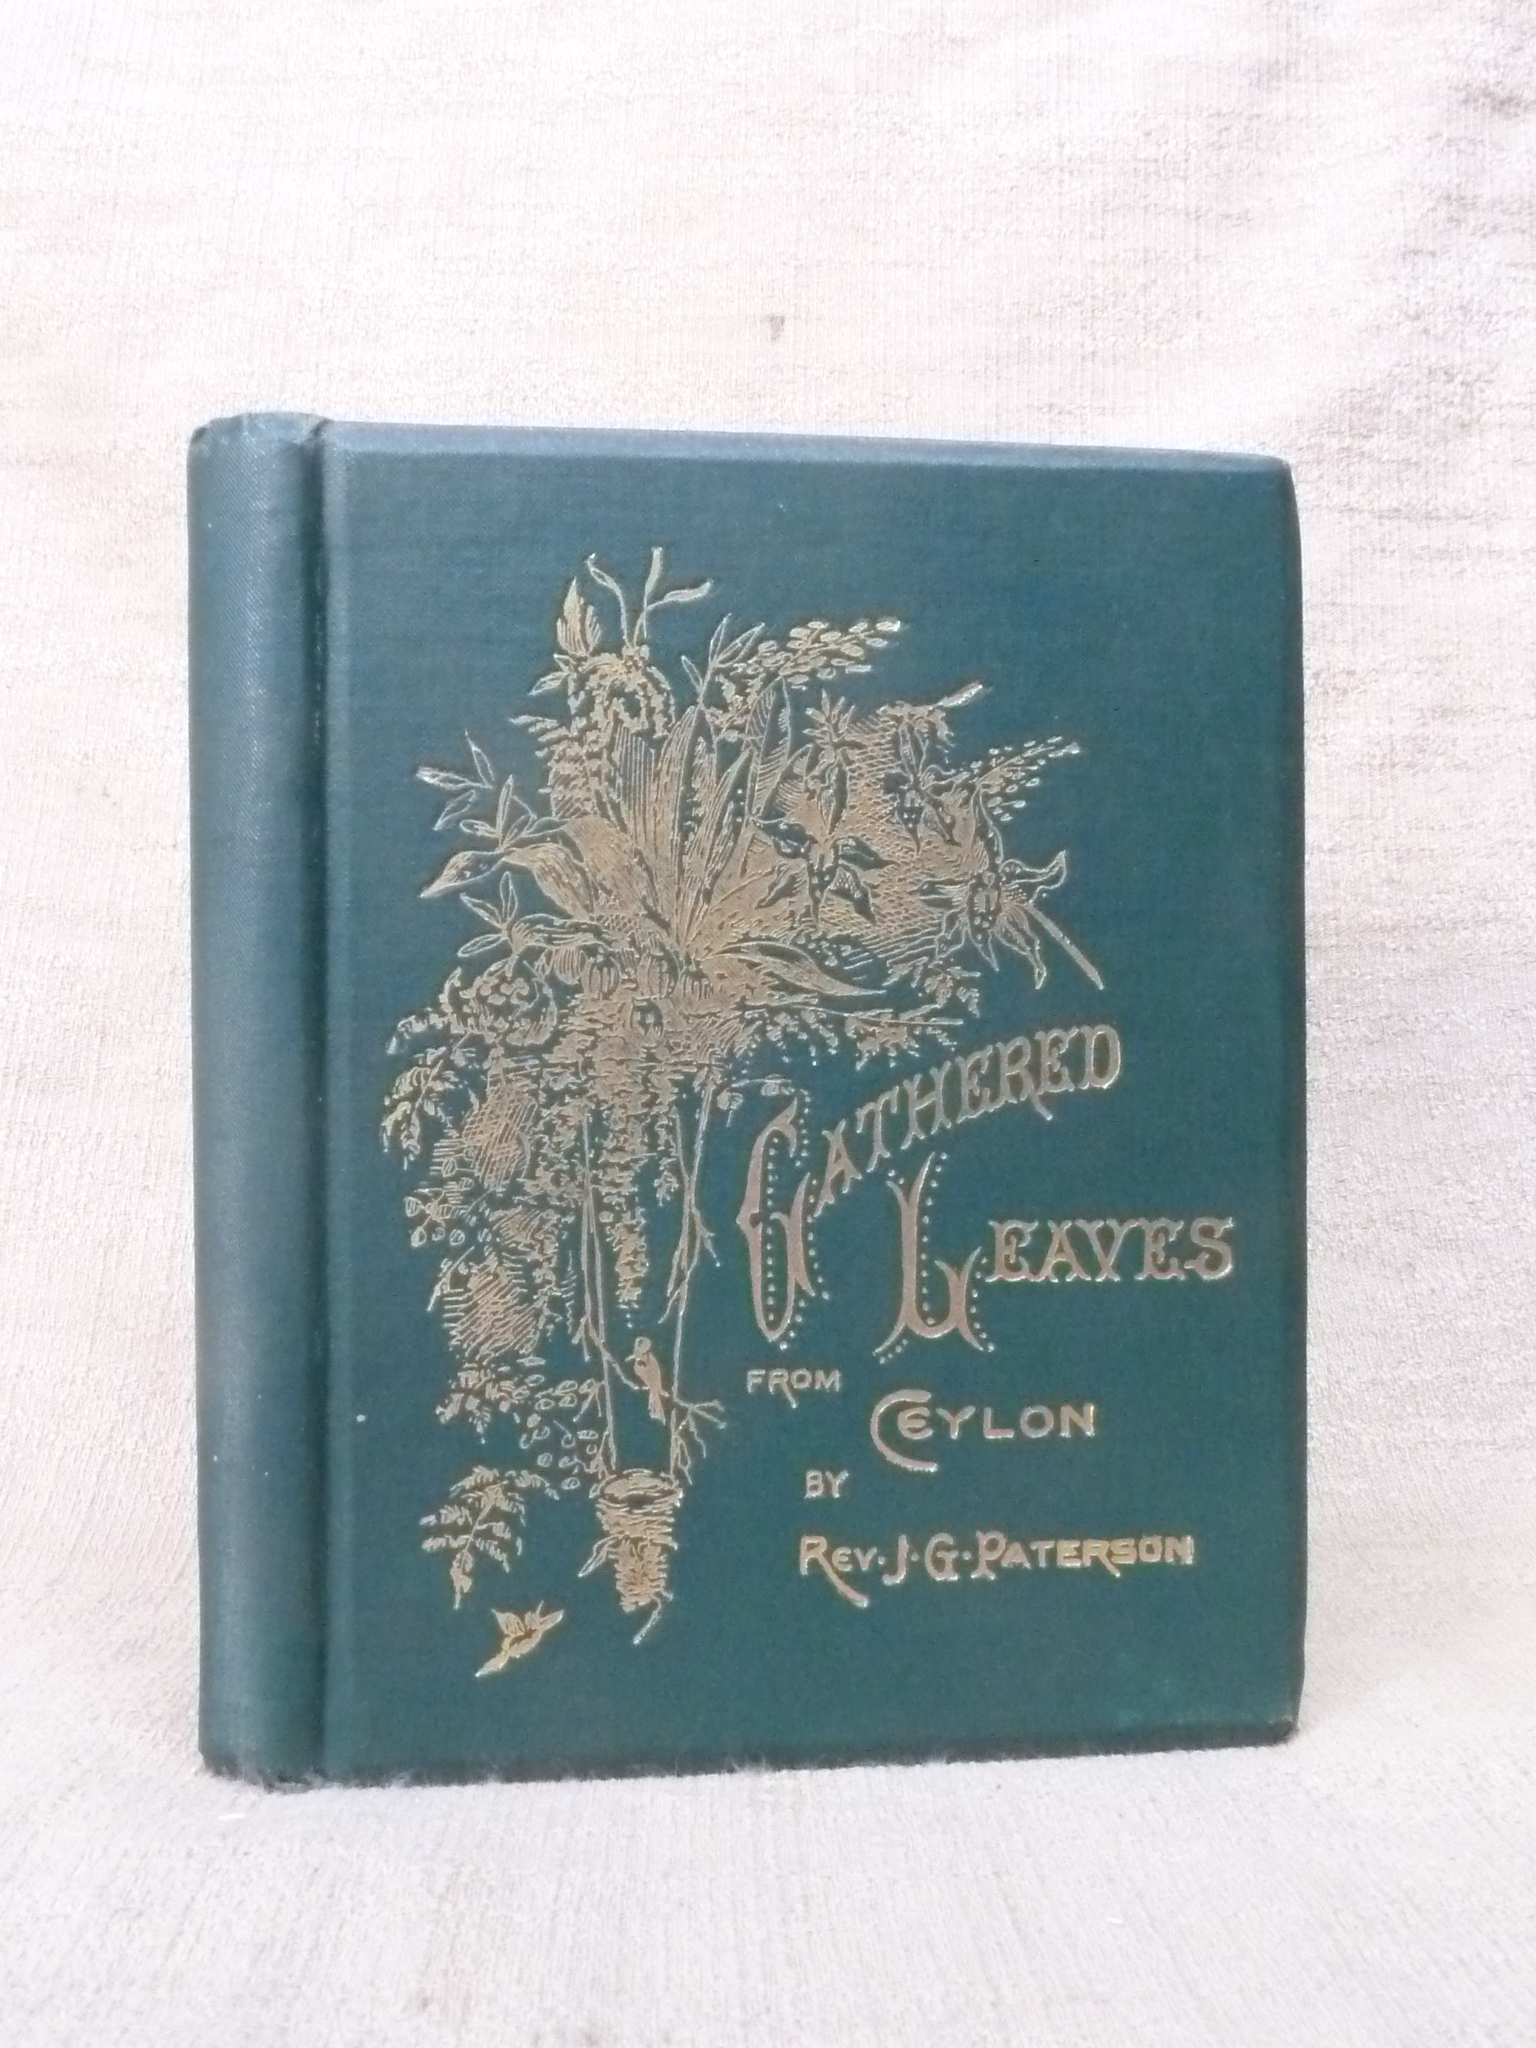 GATHERED
LEAVES
FROM
CEYLON
BY
REV. J. G. PATERSON